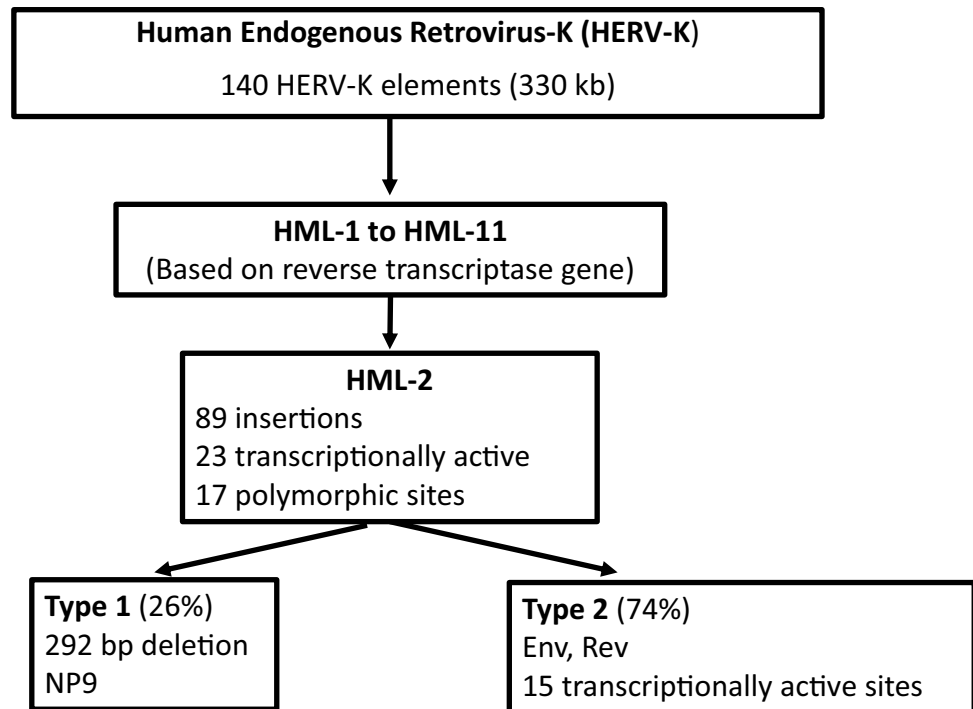 Human Endogenous Retrovirus-K (HERV-K)
140 HERV-K elements (330 kb)
HML-1 to HML-11
(Based on reverse transcriptase gene)
HML-2
89 insertions
23 transcriptionally active
17 polymorphic sites
Type 1 (26%)
292 bp deletion
NP9
Type 2 (74%)
Env, Rev
15 transcriptionally active sites